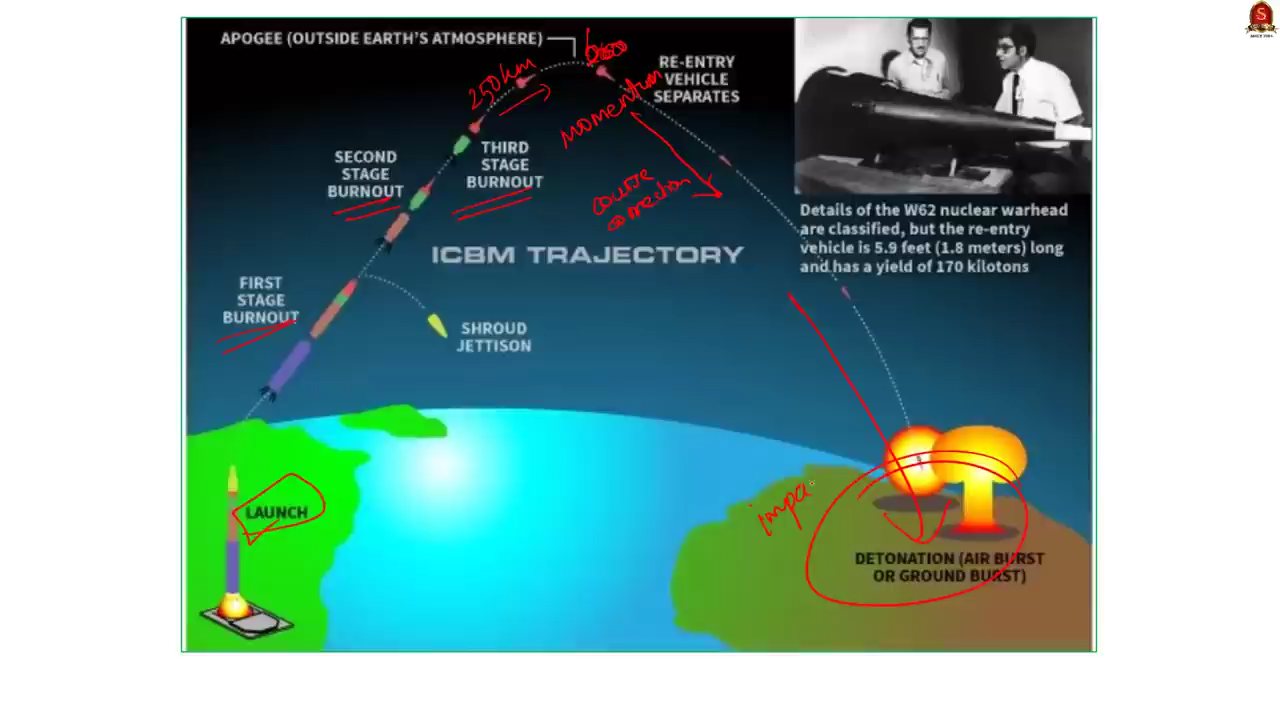 APOGEE (OUTSIDE EARTH'S ATMOSPHERE)
RE-ENTRY
VEHICLE
SEPARATES
250 km
momentum
SECOND
STAGE
BURNOUT
THIRD
STAGE
BURNOUT
course
correction
ICBM TRAJECTORY
Details of the W62 nuclear warhead
are classified, but the re-entry
vehicle is 5.9 feet (1.8 meters) long
and has a yield of 170 kilotons
FIRST
STAGE
BURNOUT
SHROUD
JETTISON
LAUNCH
impa
DETONATION (AIR BURST
OR GROUND BURST)
S